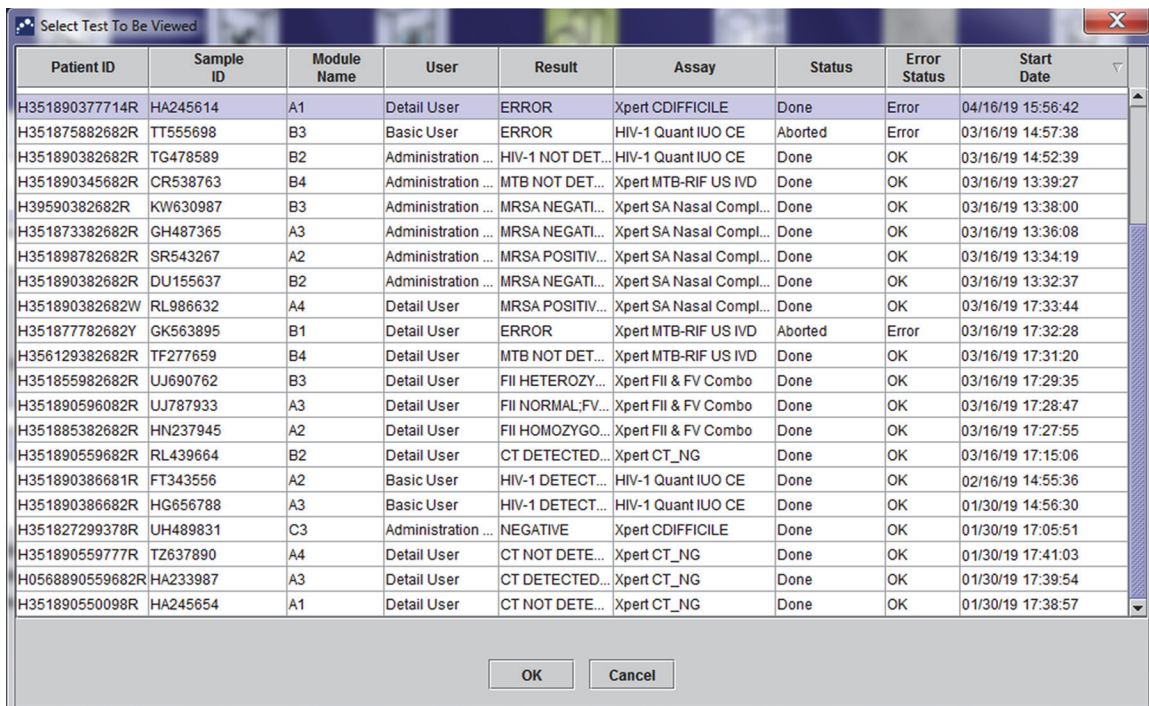 Select Test To Be Viewed
Patient ID Sample ID Module Name User Result Assay Status Error Status Start Date
H351890377714R HA245614 A1 Detail User ERROR Xpert CDIFFICILE Done Error 04/16/19 15:56:42
H351875882682R TT555698 B3 Basic User ERROR HIV-1 Quant IUO CE Aborted Error 03/16/19 14:57:38
H351890382682R TG478589 B2 Administration ... HIV-1 NOT DET... HIV-1 Quant IUO CE Done OK 03/16/19 14:52:39
H351890345682R CR538763 B4 Administration ... MTB NOT DET... Xpert MTB-RIF US IVD Done OK 03/16/19 13:39:27
H39590382682R KW630987 B3 Administration ... MRSA NEGATI... Xpert SA Nasal Compl... Done OK 03/16/19 13:38:00
H351873382682R GH487365 A3 Administration ... MRSA NEGATI... Xpert SA Nasal Compl... Done OK 03/16/19 13:36:08
H351898782682R SR543267 A2 Administration ... MRSA POSITIV... Xpert SA Nasal Compl... Done OK 03/16/19 13:34:19
H351890382682R DU155637 B2 Administration ... MRSA NEGATI... Xpert SA Nasal Compl... Done OK 03/16/19 13:32:37
H351890382682W RL986632 A4 Detail User MRSA POSITIV... Xpert SA Nasal Compl... Done OK 03/16/19 17:33:44
H351877782682Y GK563895 B1 Detail User ERROR Xpert MTB-RIF US IVD Aborted Error 03/16/19 17:32:28
H356129382682R TF277659 B4 Detail User MTB NOT DET... Xpert MTB-RIF US IVD Done OK 03/16/19 17:31:20
H351855982682R UJ690762 B3 Detail User FII HETEROZY... Xpert FII & FV Combo Done OK 03/16/19 17:29:35
H351890596082R UJ787933 A3 Detail User FII NORMAL;FV... Xpert FII & FV Combo Done OK 03/16/19 17:28:47
H351885382682R HN237945 A2 Detail User FII HOMOZYGO... Xpert FII & FV Combo Done OK 03/16/19 17:27:55
H351890559682R RL439664 B2 Detail User CT DETECTED... Xpert CT_NG Done OK 03/16/19 17:15:06
H351890386681R FT343556 A2 Basic User HIV-1 DETECT... HIV-1 Quant IUO CE Done OK 02/16/19 14:55:36
H351890386682R HG656788 A3 Basic User HIV-1 DETECT... HIV-1 Quant IUO CE Done OK 01/30/19 14:56:30
H351827299378R UH489831 C3 Administration ... NEGATIVE Xpert CDIFFICILE Done OK 01/30/19 17:05:51
H351890559777R TZ637890 A4 Detail User CT NOT DETE... Xpert CT_NG Done OK 01/30/19 17:41:03
H0568890559682R HA233987 A3 Detail User CT DETECTED... Xpert CT_NG Done OK 01/30/19 17:39:54
H351890550098R HA245654 A1 Detail User CT NOT DETE... Xpert CT_NG Done OK 01/30/19 17:38:57
OK Cancel